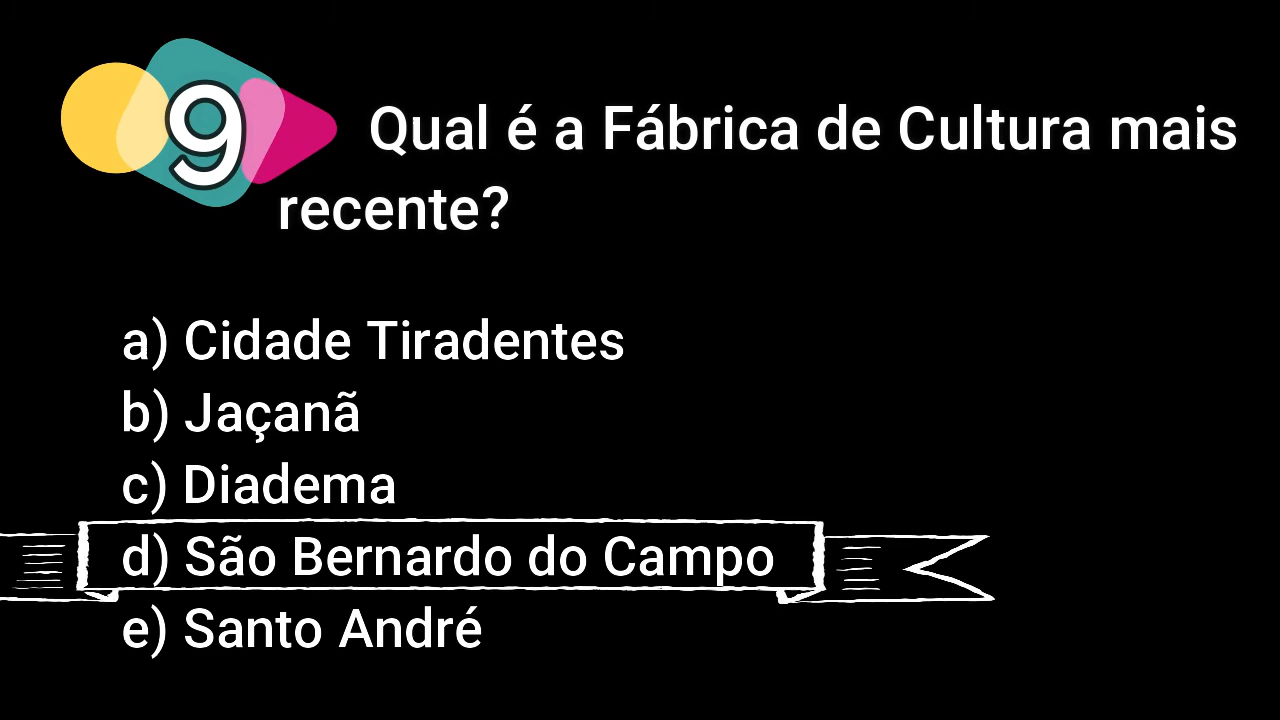 9 Qual é a Fábrica de Cultura mais
recente?
a) Cidade Tiradentes
b) Jaçanã
c) Diadema
d) São Bernardo do Campo
e) Santo André